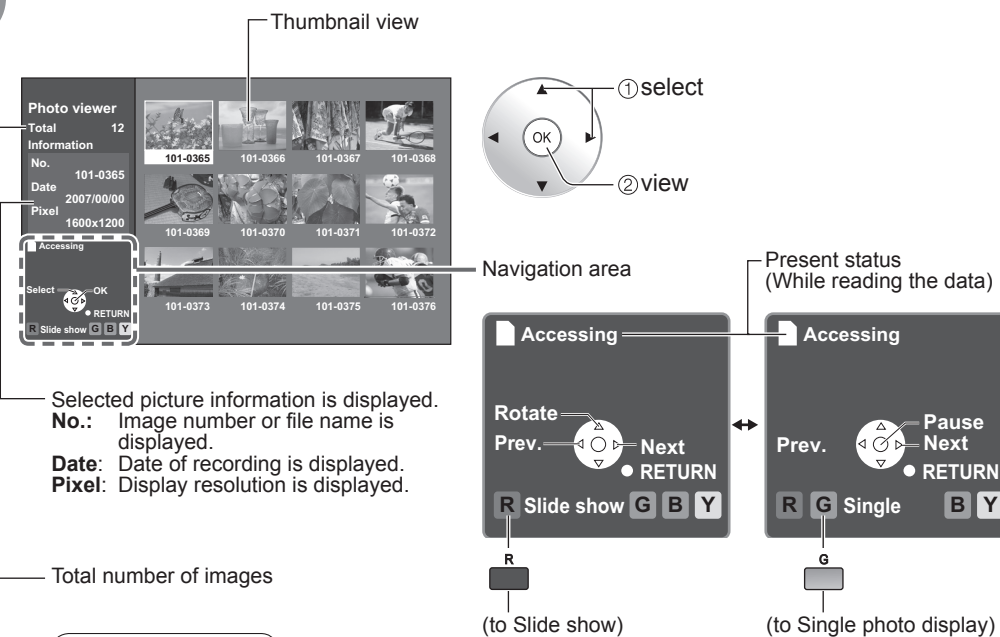 Thumbnail view
Photo viewer
Total 12
Information
No.
101-0365
Date
2007/00/00
Pixel
1600x1200
Accessing
Select
OK
RETURN
R Slide show G B Y
101-0365 101-0366 101-0367 101-0368
101-0369 101-0370 101-0371 101-0372
101-0373 101-0374 101-0375 101-0376
①select
OK
②view
Navigation area
Present status
(While reading the data)
Selected picture information is displayed.
No.: Image number or file name is
displayed.
Date: Date of recording is displayed.
Pixel: Display resolution is displayed.
Total number of images
Accessing
Rotate
Prev.
Next
RETURN
R Slide show G B Y
R
(to Slide show)
Accessing
Pause
Prev.
Next
RETURN
R G Single B Y
G
(to Single photo display)